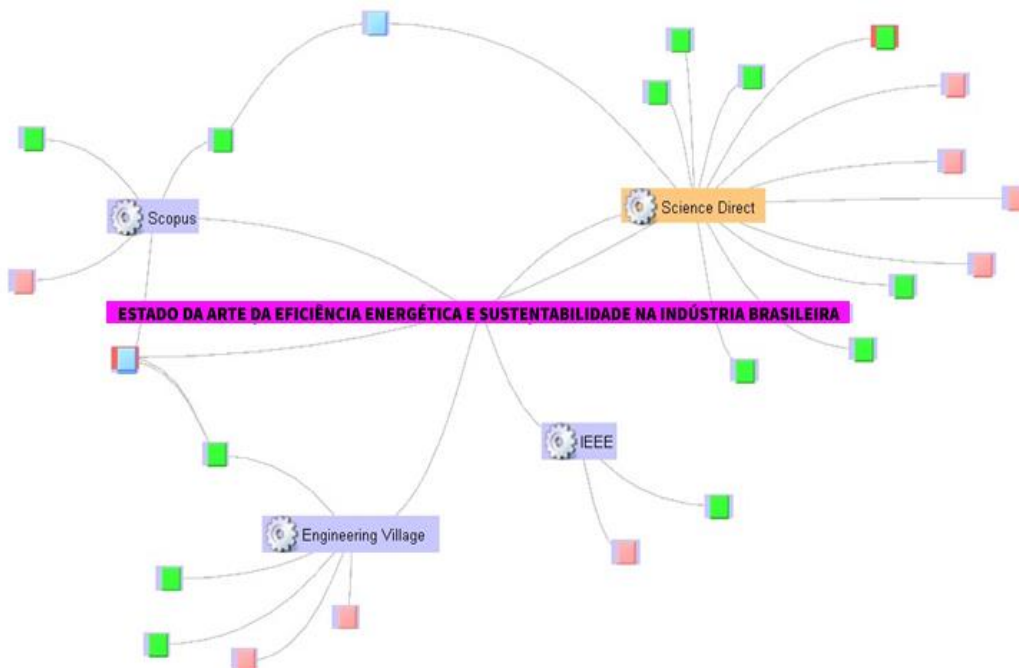 Scopus
Science Direct
ESTADO DA ARTE DA EFICIÊNCIA ENERGÉTICA E SUSTENTABILIDADE NA INDÚSTRIA BRASILEIRA
IEEE
Engineering Village